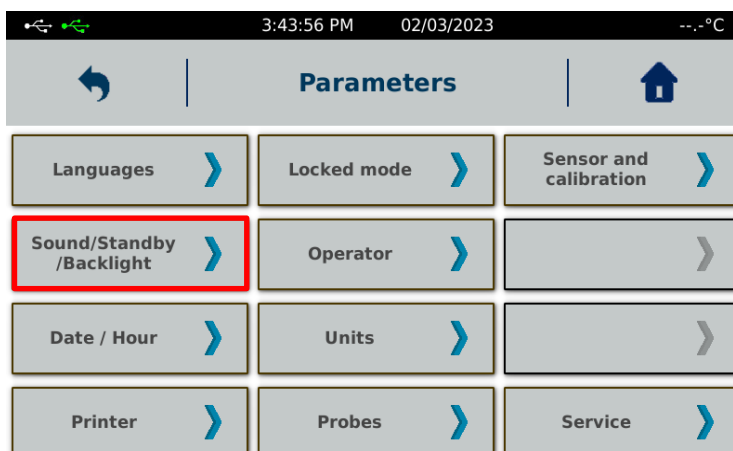 3:43:56 PM 02/03/2023 --.-°C
Parameters
Languages
Locked mode
Sensor and
calibration
Sound/Standby
/Backlight
Operator
Date / Hour
Units
Printer
Probes
Service